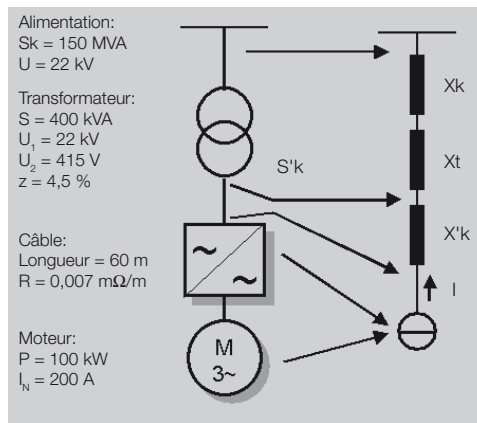 Alimentation:
Sk = 150 MVA
U = 22 kV
Transformateur:
S = 400 kVA
U₁ = 22 kV
U₂ = 415 V
z = 4,5 %
Câble:
Longueur = 60 m
R = 0,007 mΩ/m
Moteur:
P = 100 kW
I_N = 200 A
S'k
~
~
M
3~
Xk
Xt
X'k
I